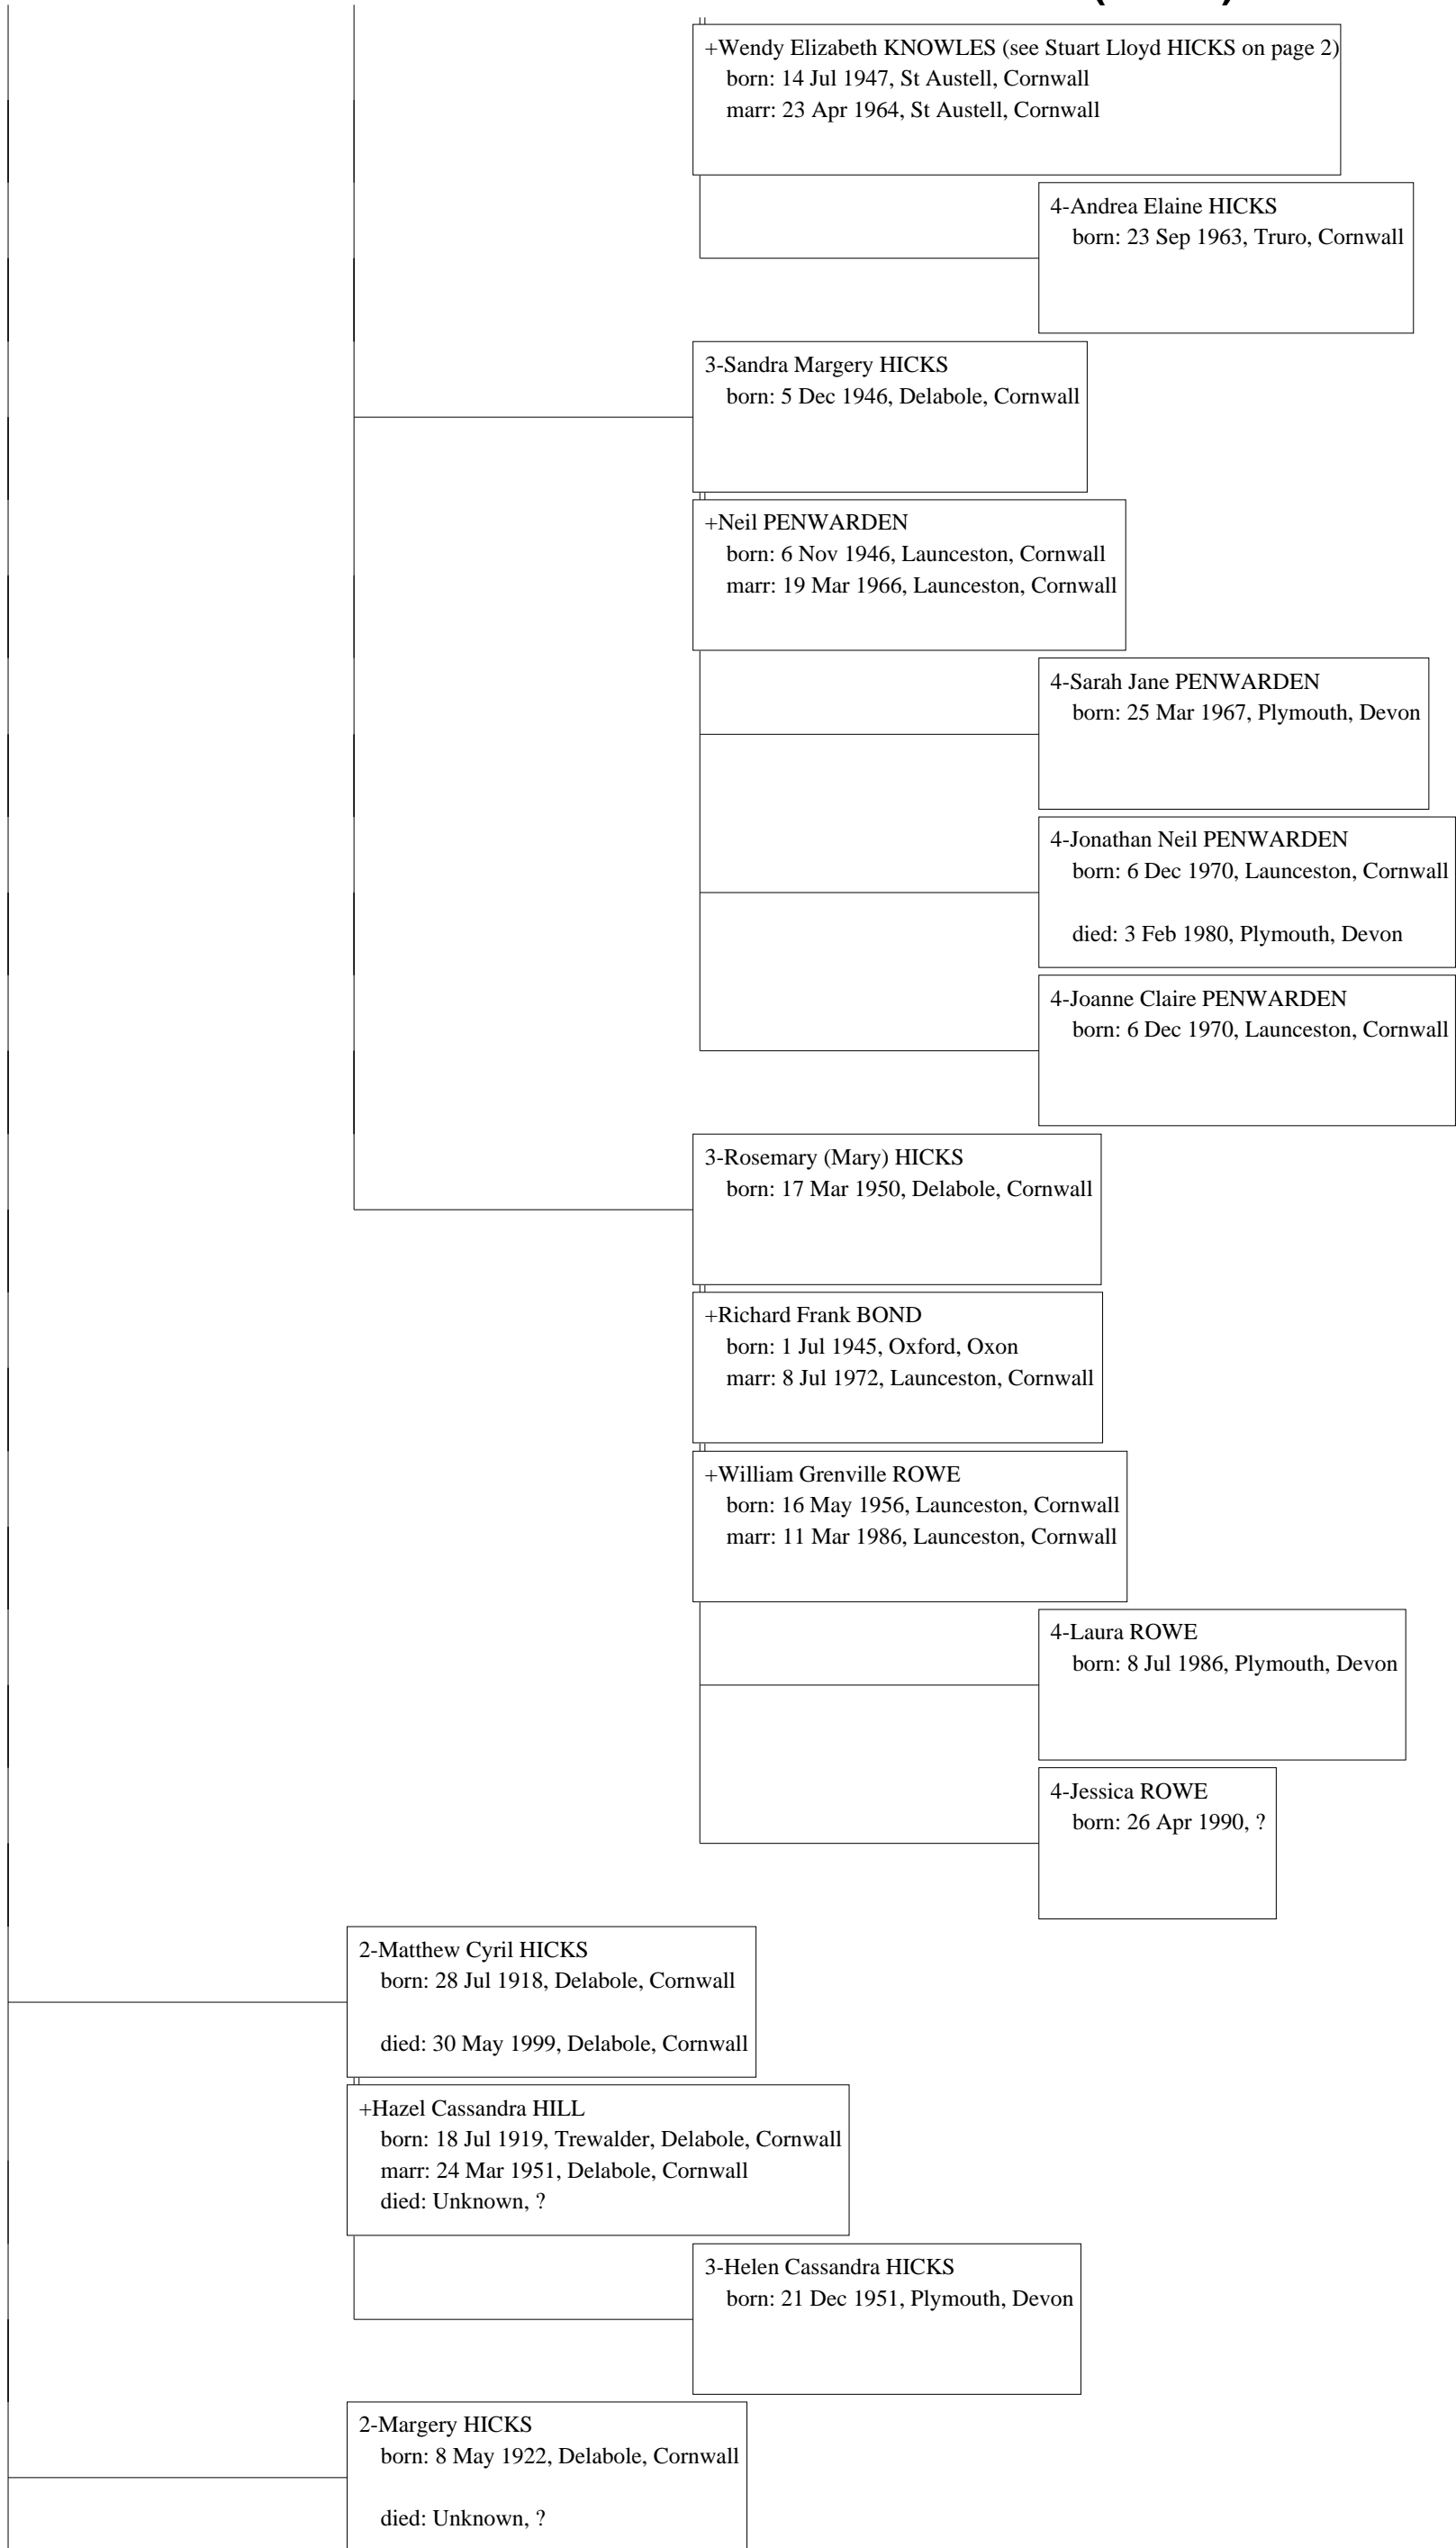 +Wendy Elizabeth KNOWLES (see Stuart Lloyd HICKS on page 2)
born: 14 Jul 1947, St Austell, Cornwall
marr: 23 Apr 1964, St Austell, Cornwall
4-Andrea Elaine HICKS
born: 23 Sep 1963, Truro, Cornwall
3-Sandra Margery HICKS
born: 5 Dec 1946, Delabole, Cornwall
+Neil PENWARDEN
born: 6 Nov 1946, Launceston, Cornwall
marr: 19 Mar 1966, Launceston, Cornwall
4-Sarah Jane PENWARDEN
born: 25 Mar 1967, Plymouth, Devon
4-Jonathan Neil PENWARDEN
born: 6 Dec 1970, Launceston, Cornwall
died: 3 Feb 1980, Plymouth, Devon
4-Joanne Claire PENWARDEN
born: 6 Dec 1970, Launceston, Cornwall
3-Rosemary (Mary) HICKS
born: 17 Mar 1950, Delabole, Cornwall
+Richard Frank BOND
born: 1 Jul 1945, Oxford, Oxon
marr: 8 Jul 1972, Launceston, Cornwall
+William Grenville ROWE
born: 16 May 1956, Launceston, Cornwall
marr: 11 Mar 1986, Launceston, Cornwall
4-Laura ROWE
born: 8 Jul 1986, Plymouth, Devon
4-Jessica ROWE
born: 26 Apr 1990, ?
2-Matthew Cyril HICKS
born: 28 Jul 1918, Delabole, Cornwall
died: 30 May 1999, Delabole, Cornwall
+Hazel Cassandra HILL
born: 18 Jul 1919, Trewalder, Delabole, Cornwall
marr: 24 Mar 1951, Delabole, Cornwall
died: Unknown, ?
3-Helen Cassandra HICKS
born: 21 Dec 1951, Plymouth, Devon
2-Margery HICKS
born: 8 May 1922, Delabole, Cornwall
died: Unknown, ?